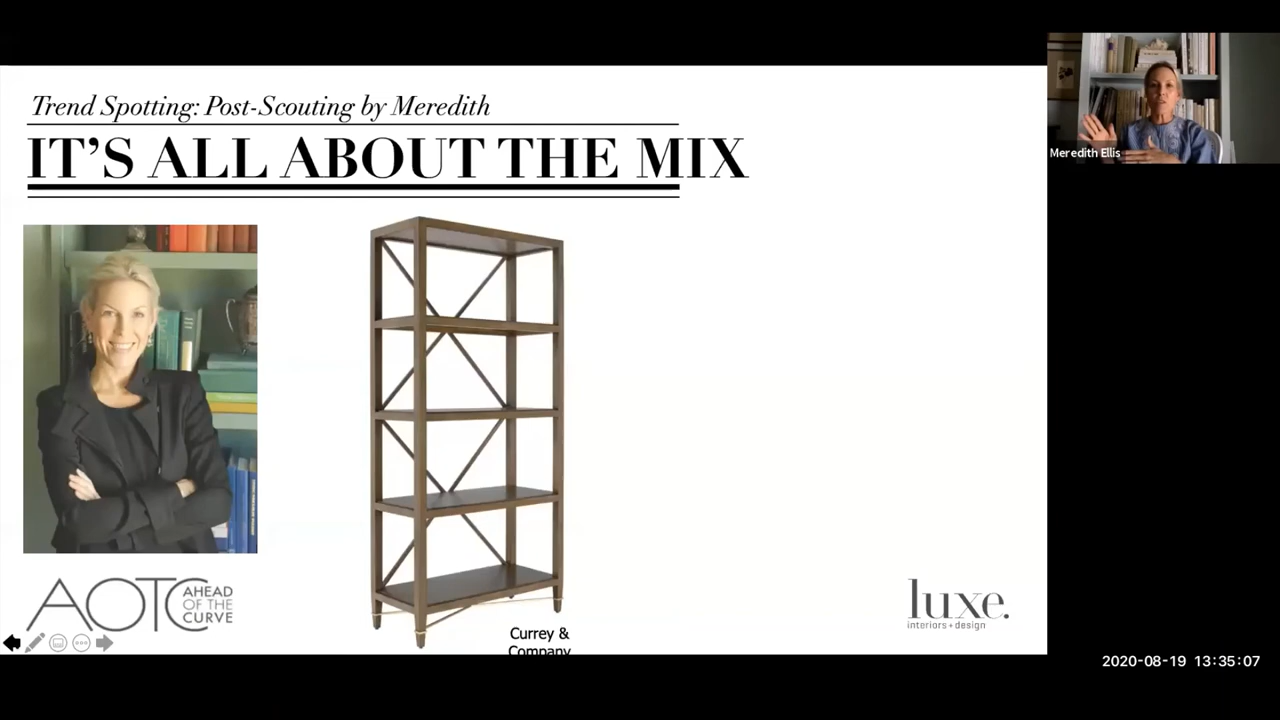 Trend Spotting: Post-Scouting by Meredith
IT'S ALL ABOUT THE MIX
Meredith Ellis
AOTC
AHEAD
OF THE
CURVE
Currey &
Company
luxe.
interiors+design
2020-08-19 13:35:07